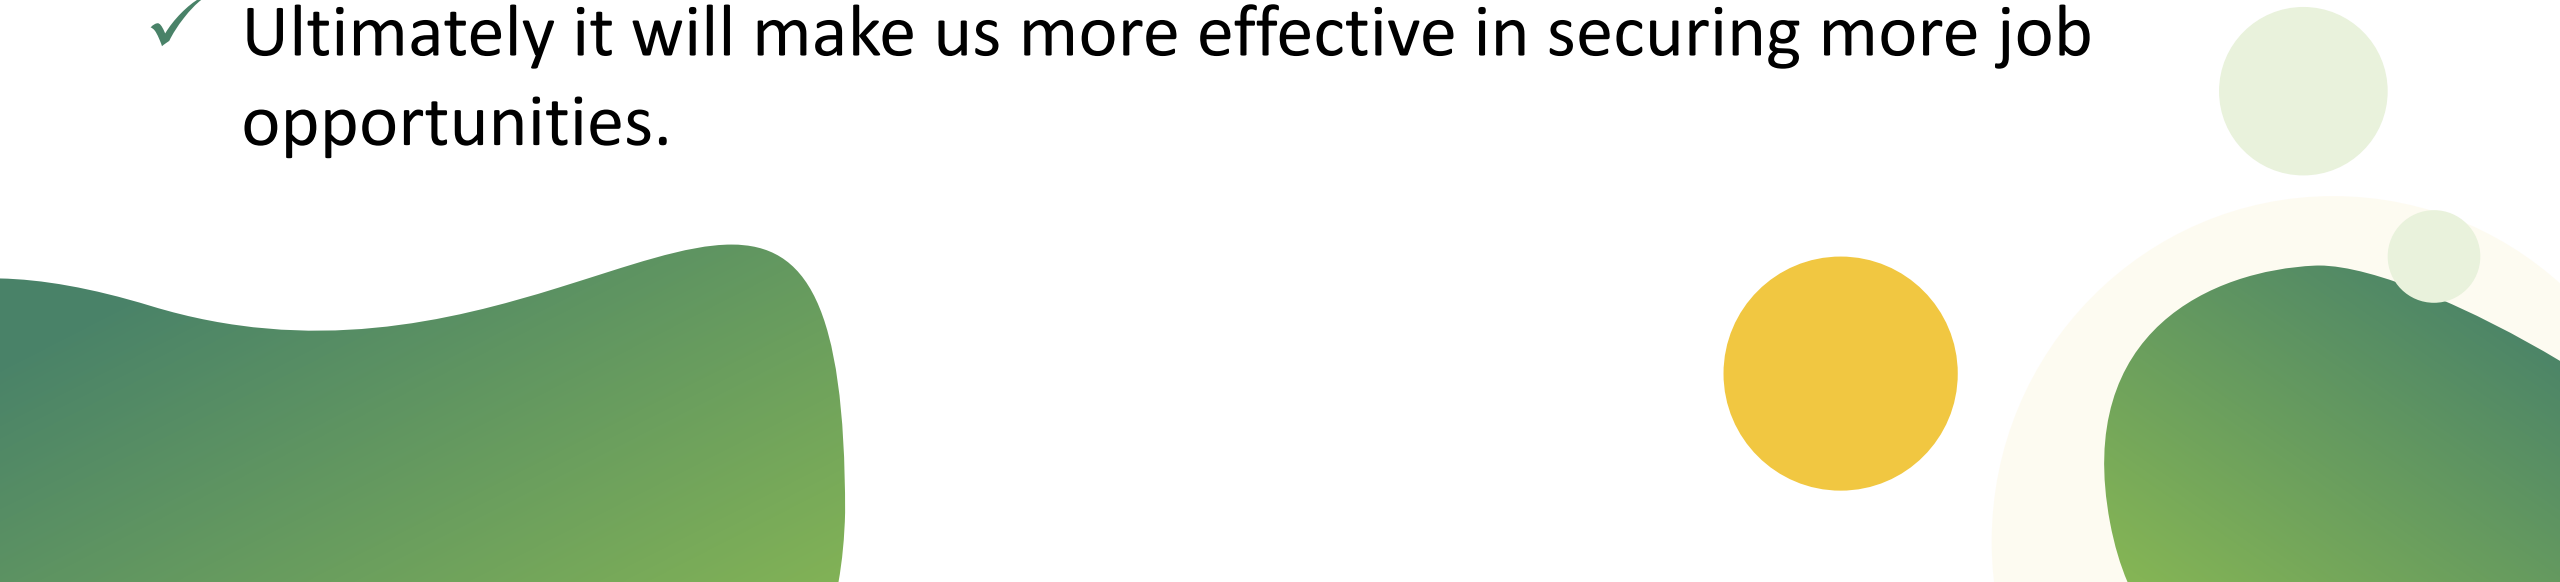 ✓ Ultimately it will make us more effective in securing more job
opportunities.